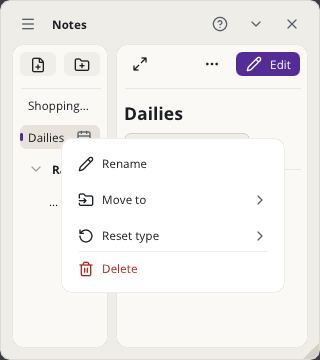 Notes
Edit
Shopping...
Dailies
Dailies
Rename
...
Move to
Reset type
Delete